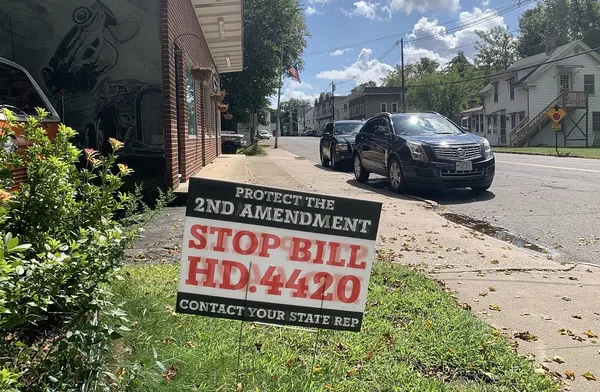 PROTECT THE
2ND AMENDMENT
STOP BILL
HD.4420
CONTACT YOUR STATE REP